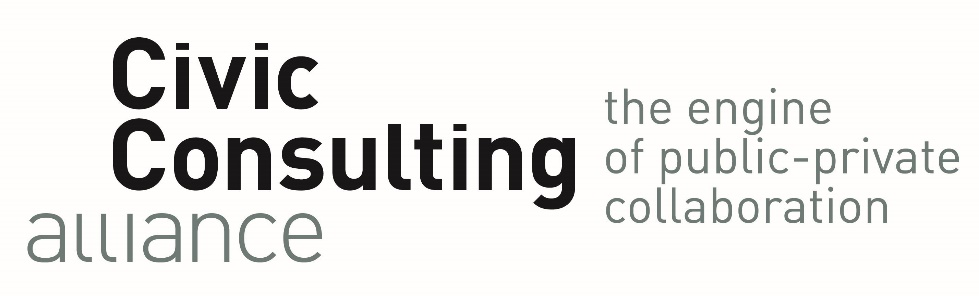 Civic
Consulting
alliance
the engine
of public-private
collaboration